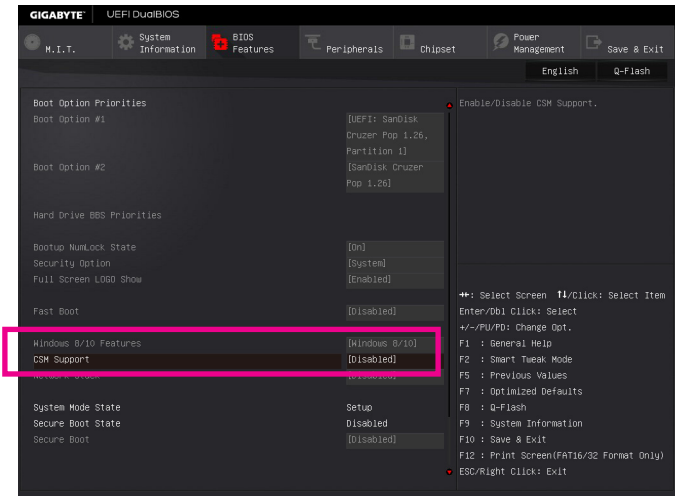 GIGABYTE™ UEFI DualBIOS
M.I.T.
System Information
BIOS Features
Peripherals
Chipset
Power Management
Save & Exit
English Q-Flash
Boot Option Priorities
Boot Option #1 [UEFI: SanDisk
Cruzer Pop 1.26,
Partition 1]
Boot Option #2 [SanDisk Cruzer
Pop 1.26]
Hard Drive BBS Priorities
Bootup NumLock State [On]
Security Option [System]
Full Screen LOGO Show [Enabled]
Fast Boot [Disabled]
Windows 8/10 Features [Windows 8/10]
CSM Support [Disabled]
System Mode State Setup
Secure Boot State Disabled
Secure Boot [Disabled]
Enable/Disable CSM Support.
→←: Select Screen ↑↓/Click: Select Item
Enter/Dbl Click: Select
+/-/PU/PD: Change Opt.
F1 : General Help
F2 : Smart Tweak Mode
F5 : Previous Values
F7 : Optimized Defaults
F8 : Q-Flash
F9 : System Information
F10 : Save & Exit
F12 : Print Screen(FAT16/32 Format Only)
ESC/Right Click: Exit